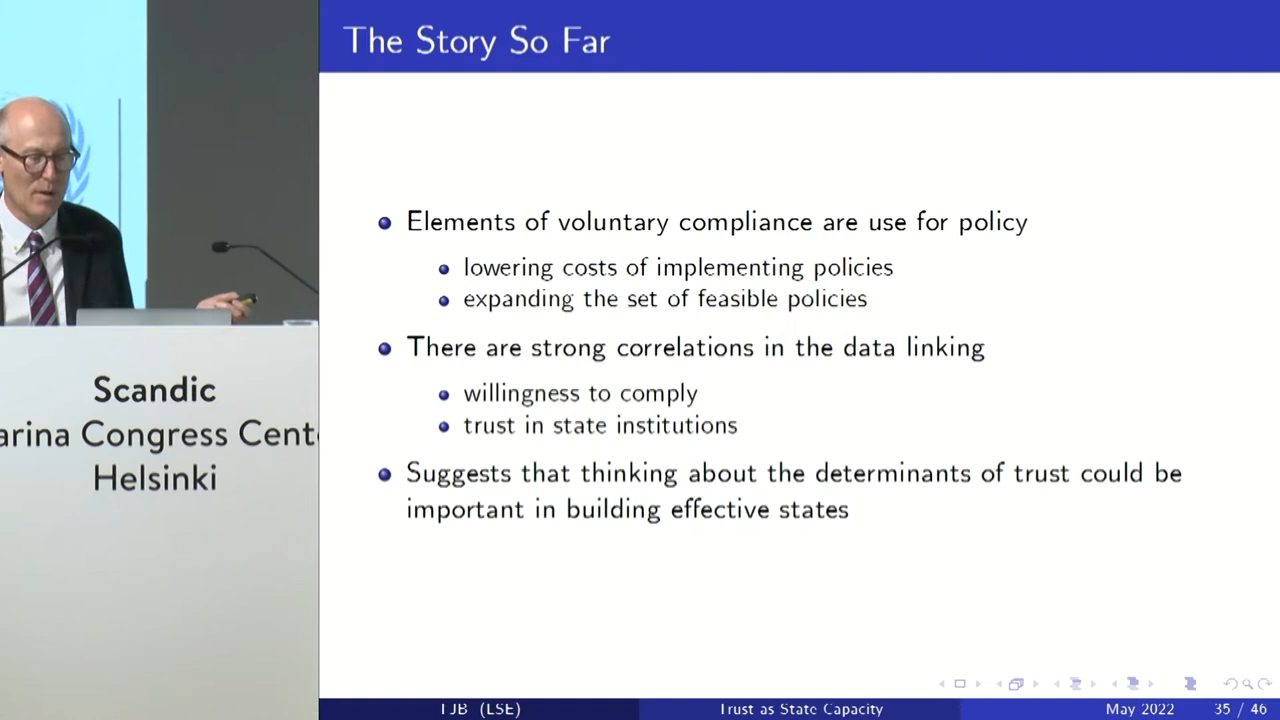 The Story So Far
Elements of voluntary compliance are use for policy
lowering costs of implementing policies
expanding the set of feasible policies
There are strong correlations in the data linking
willingness to comply
trust in state institutions
Suggests that thinking about the determinants of trust could be
important in building effective states
Scandic
arina Congress Cent
Helsinki
TJB (LSE)
Trust as State Capacity
May 2022
35 / 46